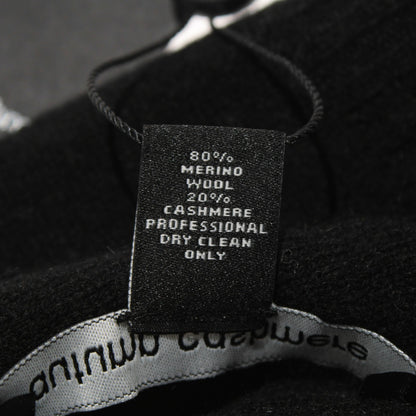 80%
MERINO
WOOL
20%
CASHMERE
PROFESSIONAL
DRY CLEAN
ONLY
autumn cashmere